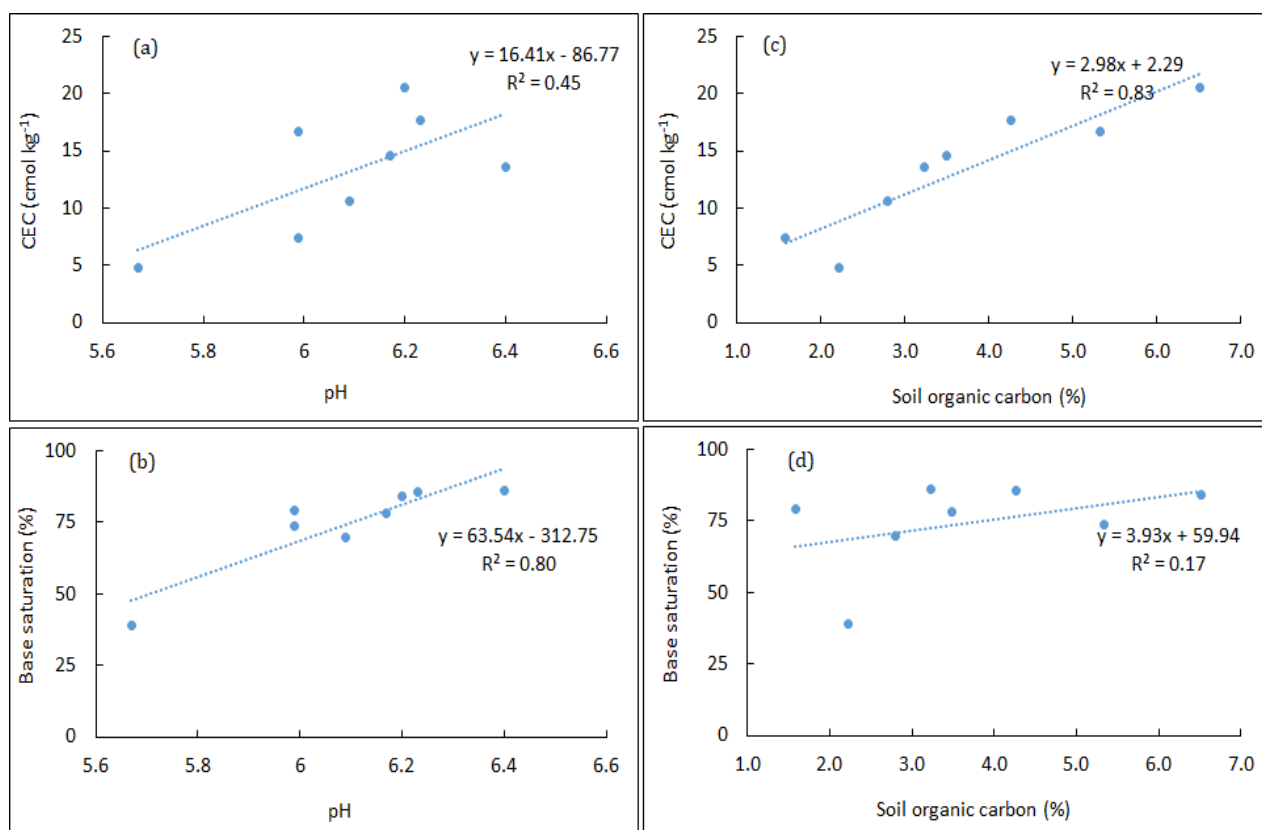 (a)
y = 16.41x - 86.77
R² = 0.45
CEC (cmol kg⁻¹)
25
20
15
10
5
0
5.6 5.8 6 6.2 6.4 6.6
pH
(c)
y = 2.98x + 2.29
R² = 0.83
CEC (cmol kg⁻¹)
25
20
15
10
5
0
1.0 2.0 3.0 4.0 5.0 6.0 7.0
Soil organic carbon (%)
(b)
y = 63.54x - 312.75
R² = 0.80
Base saturation (%)
100
75
50
25
0
5.6 5.8 6 6.2 6.4 6.6
pH
(d)
y = 3.93x + 59.94
R² = 0.17
Base saturation (%)
100
75
50
25
0
1.0 2.0 3.0 4.0 5.0 6.0 7.0
Soil organic carbon (%)